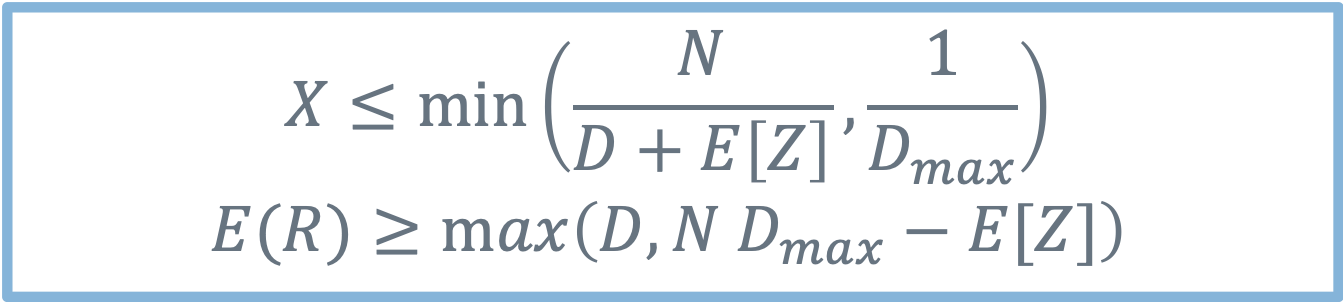 X ≤ min(N / (D + E[Z]), 1 / D_max)
E(R) ≥ max(D, N D_max − E[Z])